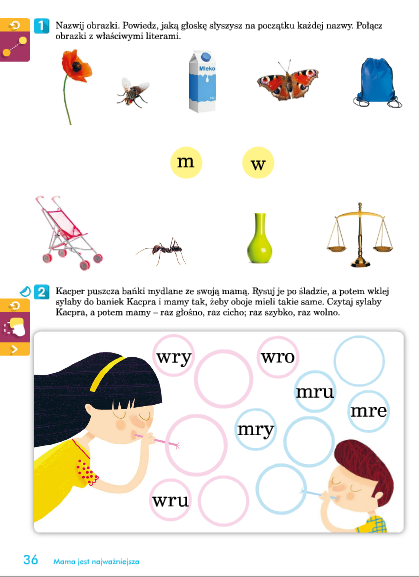 1 Nazwij obrazki. Powiedz, jaką głoskę słyszysz na początku każdej nazwy. Połącz
obrazki z właściwymi literami.
Mleko
m w
2 Kacper puszcza bańki mydlane ze swoją mamą. Rysuj je po śladzie, a potem wklej
sylaby do baniek Kacpra i mamy tak, żeby oboje mieli takie same. Czytaj sylaby
Kacpra, a potem mamy – raz głośno, raz cicho; raz szybko, raz wolno.
wry wro
mru
mre
mry
wru
36 Mama jest najważniejsza